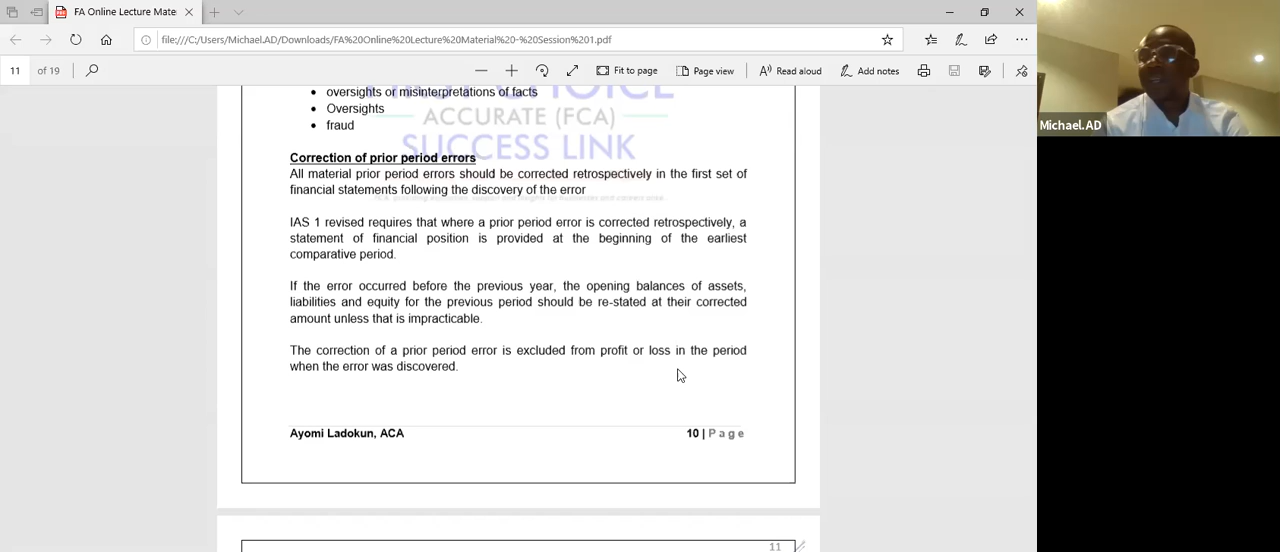 FA Online Lecture Mate
file:///C:/Users/Michael.AD/Downloads/FA%20Online%20Lecture%20Material%20-%20Session%201.pdf
11 of 19
Fit to page
Page view
Read aloud
Add notes
Michael.AD
• oversights or misinterpretations of facts
• Oversights
• fraud
CHOICE
ACCURATE (FCA)
SUCCESS LINK
Correction of prior period errors
All material prior period errors should be corrected retrospectively in the first set of
financial statements following the discovery of the error
IAS 1 revised requires that where a prior period error is corrected retrospectively, a
statement of financial position is provided at the beginning of the earliest
comparative period.
If the error occurred before the previous year, the opening balances of assets,
liabilities and equity for the previous period should be re-stated at their corrected
amount unless that is impracticable.
The correction of a prior period error is excluded from profit or loss in the period
when the error was discovered.
Ayomi Ladokun, ACA
10 | Page
11